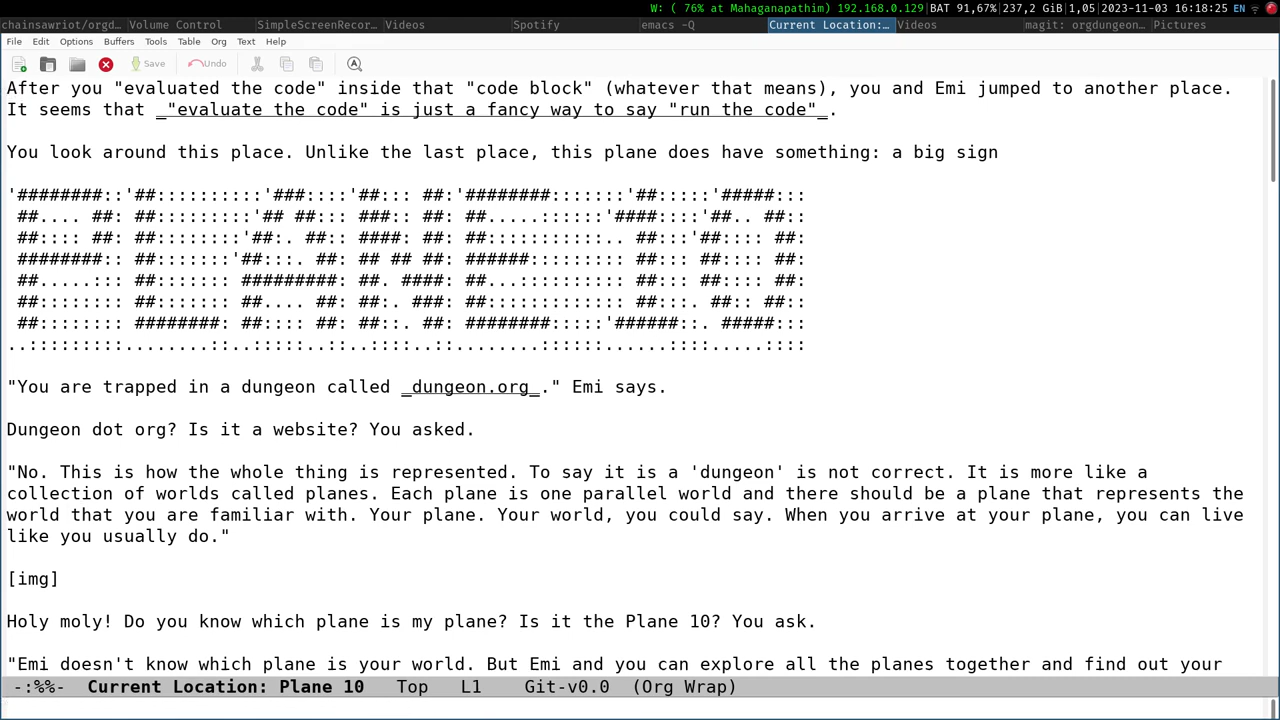 W: ( 76% at Mahaganapathim) 192.168.0.129|BAT 91,67%|237,2 GiB|1,05|2023-11-03 16:18:25 EN
chainsawriot/orgd... Volume Control SimpleScreenRecor... Videos Spotify emacs -Q Current Location:... Videos magit: orgdungeon... Pictures
File Edit Options Buffers Tools Table Org Text Help
Save Undo
After you "evaluated the code" inside that "code block" (whatever that means), you and Emi jumped to another place.
It seems that _"evaluate the code" is just a fancy way to say "run the code"_.
You look around this place. Unlike the last place, this plane does have something: a big sign
'########::'##::::::::::'###::::'##::: ##:'########:::::::'##:::::'#####:::
 ##.... ##: ##:::::::::'## ##::: ###:: ##: ##.....::::::'####::::'##.. ##::
 ##:::: ##: ##::::::::'##:. ##:: ####: ##: ##:::::::::::.. ##:::'##:::: ##:
 ########:: ##:::::::'##:::. ##: ## ## ##: ######::::::::: ##::: ##:::: ##:
 ##.....::: ##::::::: #########: ##. ####: ##...:::::::::: ##::: ##:::: ##:
 ##:::::::: ##::::::: ##.... ##: ##:. ###: ##::::::::::::: ##:::. ##:: ##::
 ##:::::::: ########: ##:::: ##: ##::. ##: ########:::::'######::. #####:::
..:::::::::........::..:::::..::..::::..::........::::::......::::.....::::
"You are trapped in a dungeon called _dungeon.org_." Emi says.
Dungeon dot org? Is it a website? You asked.
"No. This is how the whole thing is represented. To say it is a 'dungeon' is not correct. It is more like a
collection of worlds called planes. Each plane is one parallel world and there should be a plane that represents the
world that you are familiar with. Your plane. Your world, you could say. When you arrive at your plane, you can live
like you usually do."
[img]
Holy moly! Do you know which plane is my plane? Is it the Plane 10? You ask.
"Emi doesn't know which plane is your world. But Emi and you can explore all the planes together and find out your
-:%%- Current Location: Plane 10 Top L1 Git-v0.0 (Org Wrap)